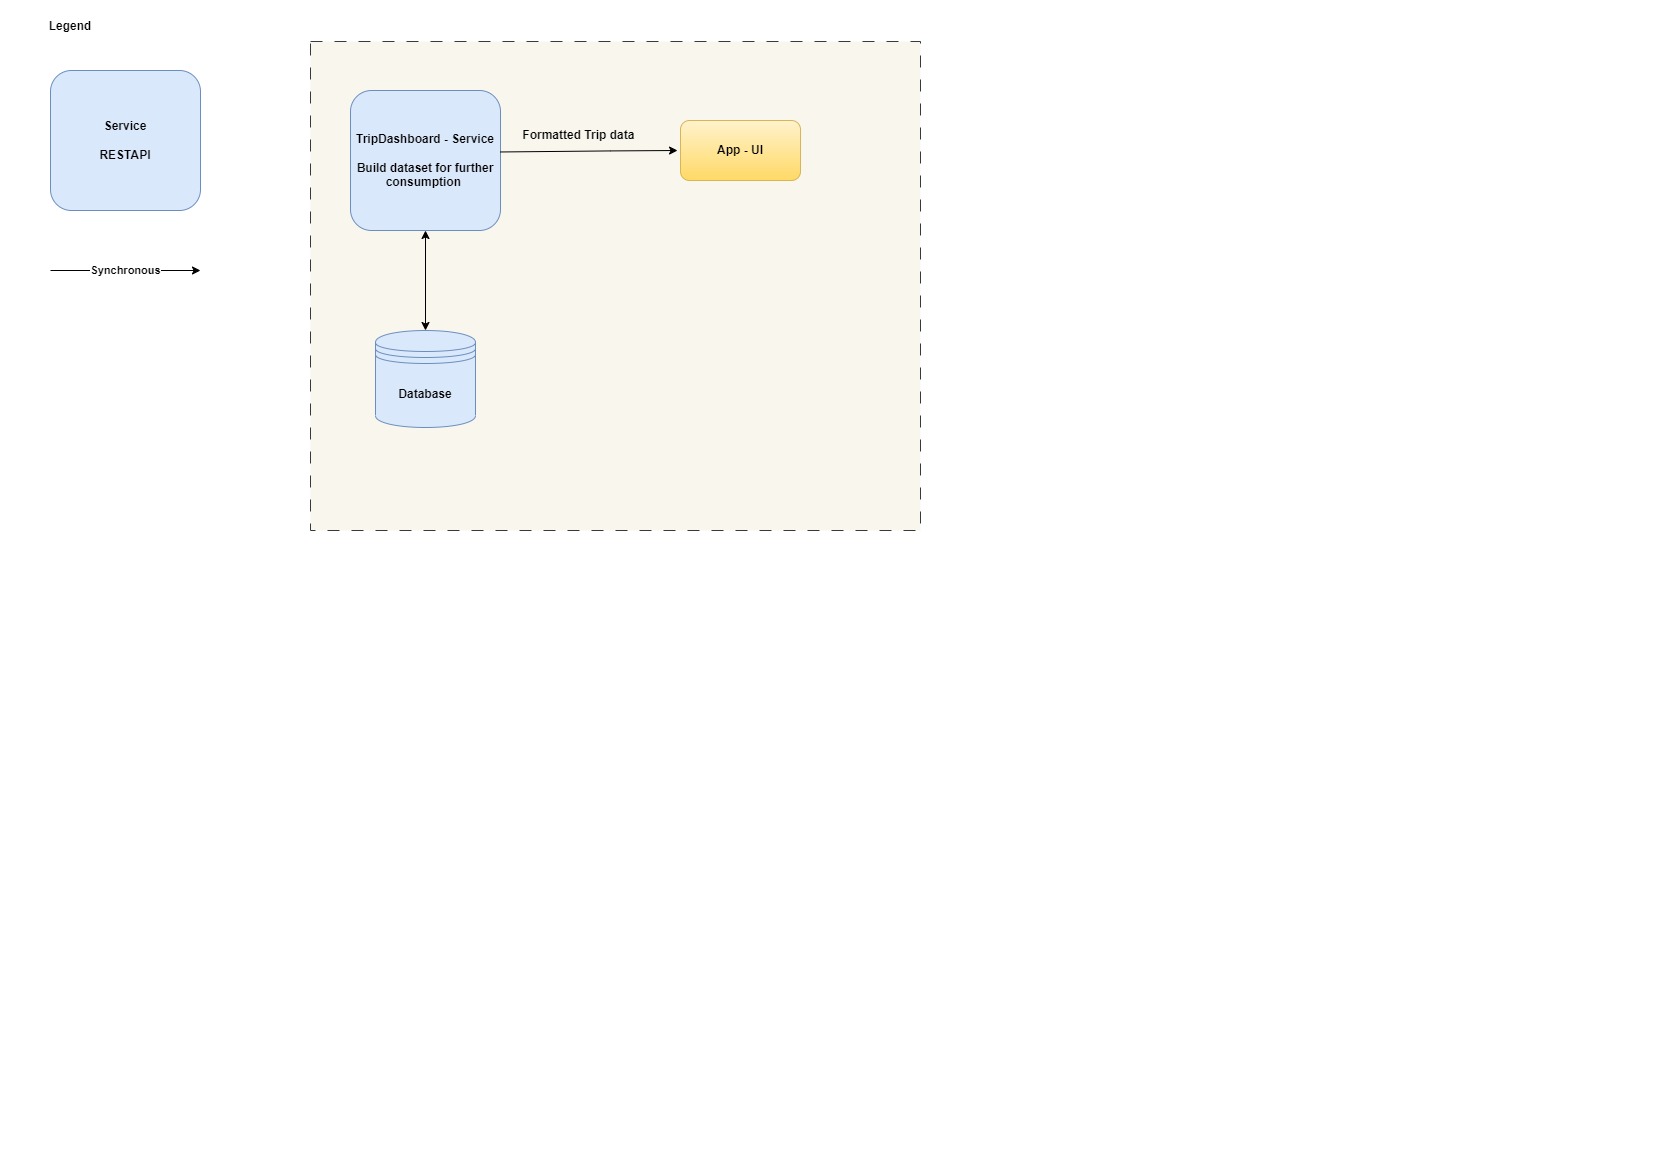 Legend
Service
RESTAPI
Synchronous
TripDashboard - Service
Build dataset for further
consumption
Formatted Trip data
App - UI
Database